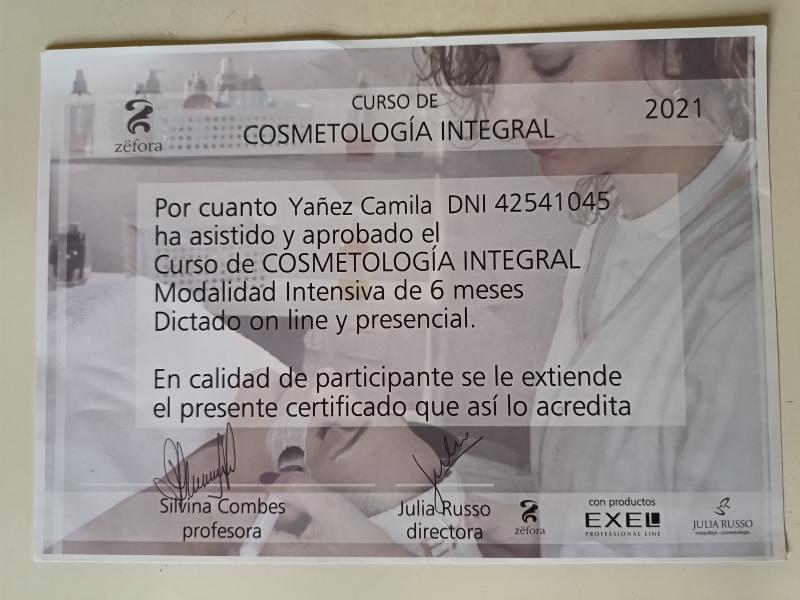 CURSO DE
COSMETOLOGÍA INTEGRAL
2021
zëfora
Por cuanto Yañez Camila DNI 42541045
ha asistido y aprobado el
Curso de COSMETOLOGÍA INTEGRAL
Modalidad Intensiva de 6 meses
Dictado on line y presencial.
En calidad de participante se le extiende
el presente certificado que así lo acredita
Silvina Combes
profesora
Julia Russo
directora
zëfora
con productos
EXEL
PROFESSIONAL LINE
JULIA RUSSO
maquillaje - cosmetología